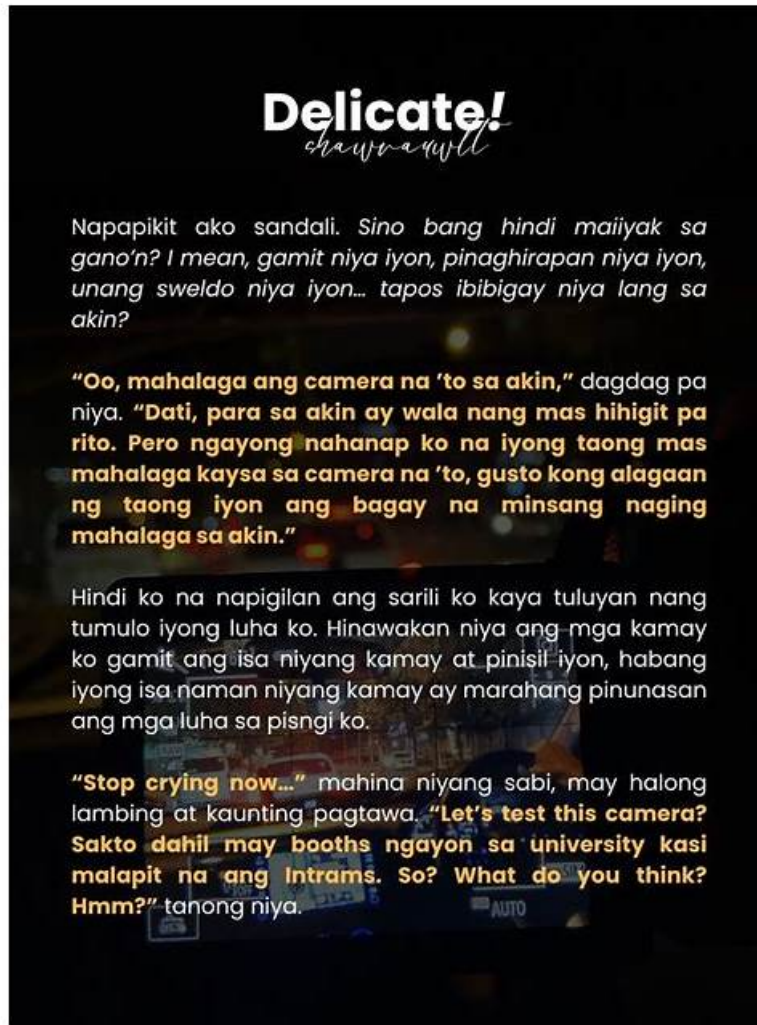 Delicate!
shawnauwll
Napapikit ako sandali. Sino bang hindi maiiyak sa
gano’n? I mean, gamit niya iyon, pinaghirapan niya iyon,
unang sweldo niya iyon... tapos ibibigay niya lang sa
akin?
“Oo, mahalaga ang camera na ’to sa akin,” dagdag pa
niya. “Dati, para sa akin ay wala nang mas hihigit pa
rito. Pero ngayong nahanap ko na iyong taong mas
mahalaga kaysa sa camera na ’to, gusto kong alagaan
ng taong iyon ang bagay na minsang naging
mahalaga sa akin.”
Hindi ko na napigilan ang sarili ko kaya tuluyan nang
tumulo iyong luha ko. Hinawakan niya ang mga kamay
ko gamit ang isa niyang kamay at pinisil iyon, habang
iyong isa naman niyang kamay ay marahang pinunasan
ang mga luha sa pisngi ko.
“Stop crying now...” mahina niyang sabi, may halong
lambing at kaunting pagtawa. “Let’s test this camera?
Sakto dahil may booths ngayon sa university kasi
malapit na ang Intrams. So? What do you think?
Hmm?” tanong niya.
AUTO